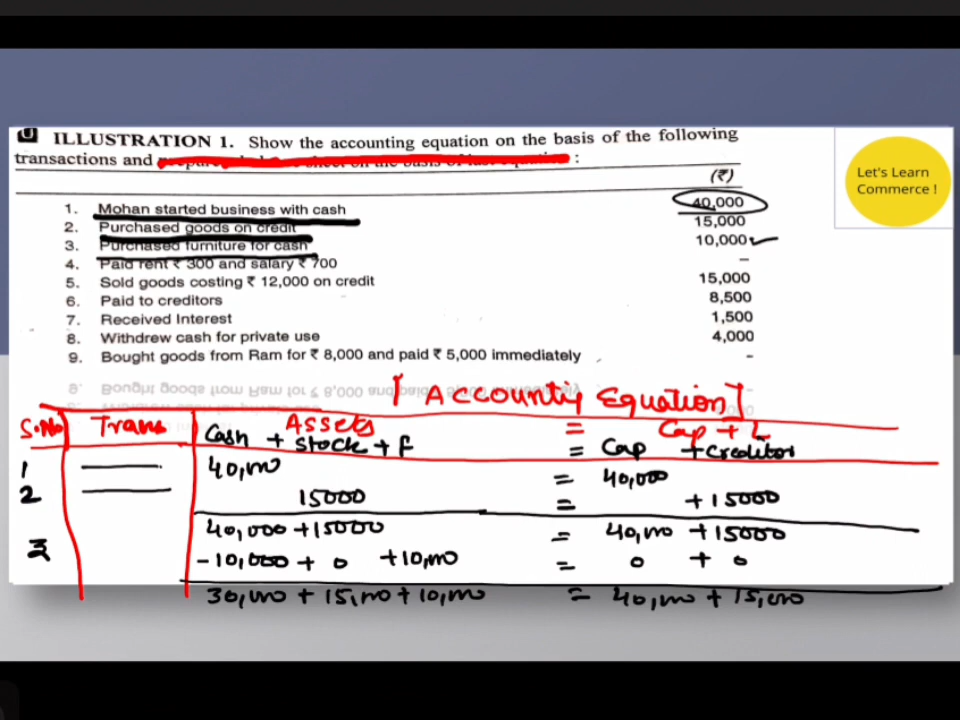 ILLUSTRATION 1. Show the accounting equation on the basis of the following
transactions and :
(₹)
1. Mohan started business with cash 40,000
2. Purchased goods on credit 15,000
3. Purchased furniture for cash 10,000
4. Paid rent ₹ 300 and salary ₹ 700 –
5. Sold goods costing ₹ 12,000 on credit 15,000
6. Paid to creditors 8,500
7. Received Interest 1,500
8. Withdrew cash for private use 4,000
9. Bought goods from Ram for ₹ 8,000 and paid ₹ 5,000 immediately –
Let's Learn
Commerce !
[Accounting Equation]
S.No Trans Assets = Cap + L
Cash + Stock + F = Cap + Creditor
1 40,000 = 40,000
2 15000 = + 15000
40,000 + 15000 = 40,000 + 15000
3 - 10,000 + 0 + 10,000 = 0 + 0
30,000 + 15,000 + 10,000 = 40,000 + 15,000